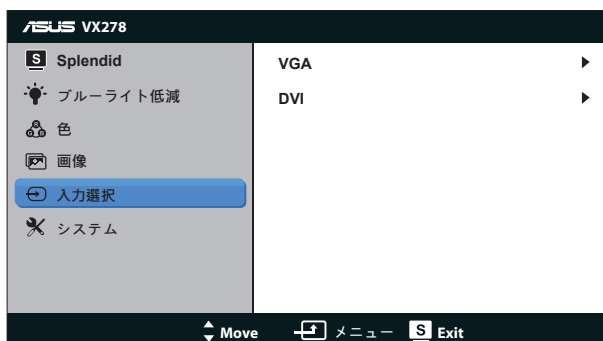 ASUS VX278
S Splendid
ブルーライト低減
色
画像
入力選択
システム
VGA
DVI
Move メニュー S Exit